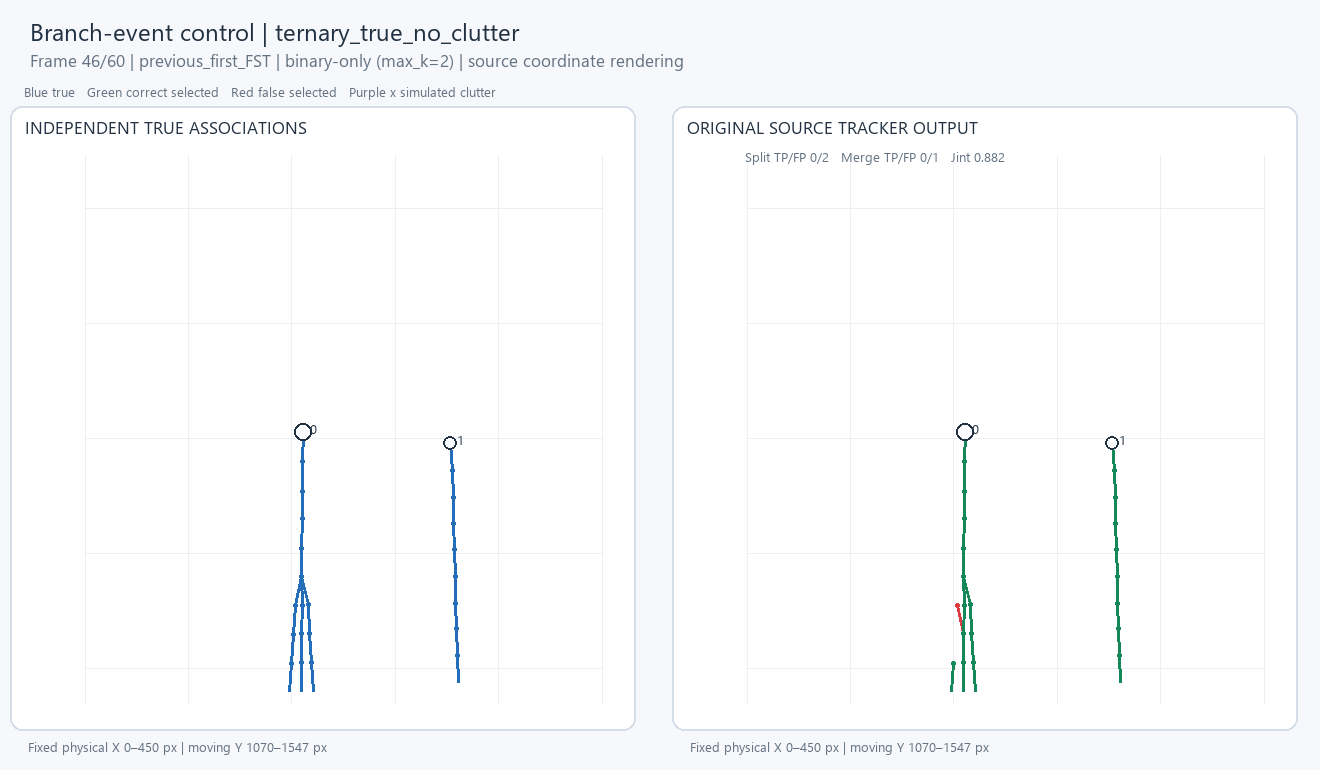 Branch-event control | ternary_true_no_clutter
Frame 46/60 | previous_first_FST | binary-only (max_k=2) | source coordinate rendering
Blue true   Green correct selected   Red false selected   Purple x simulated clutter
INDEPENDENT TRUE ASSOCIATIONS
0
1
Fixed physical X 0–450 px | moving Y 1070–1547 px
ORIGINAL SOURCE TRACKER OUTPUT
Split TP/FP 0/2   Merge TP/FP 0/1   Jint 0.882
0
1
Fixed physical X 0–450 px | moving Y 1070–1547 px